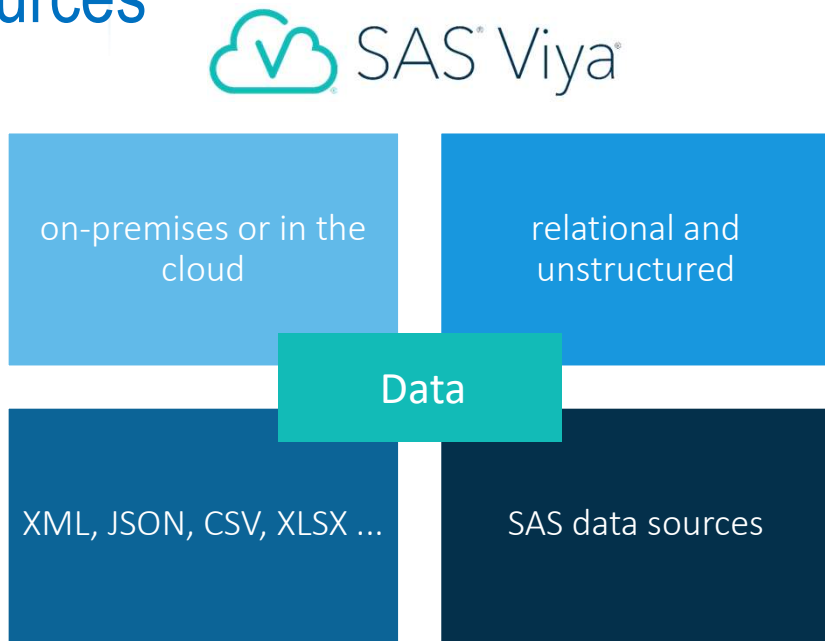 SAS® Viya®
on-premises or in the
cloud
relational and
unstructured
Data
XML, JSON, CSV, XLSX ...
SAS data sources